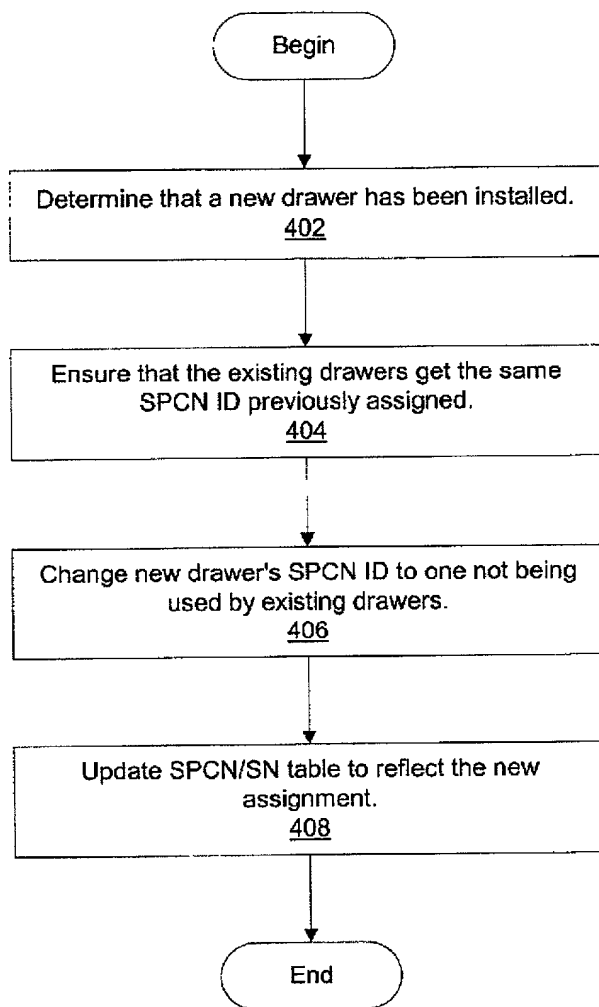 Begin
Determine that a new drawer has been installed.
402
Ensure that the existing drawers get the same
SPCN ID previously assigned.
404
Change new drawer's SPCN ID to one not being
used by existing drawers.
406
Update SPCN/SN table to reflect the new
assignment.
408
End